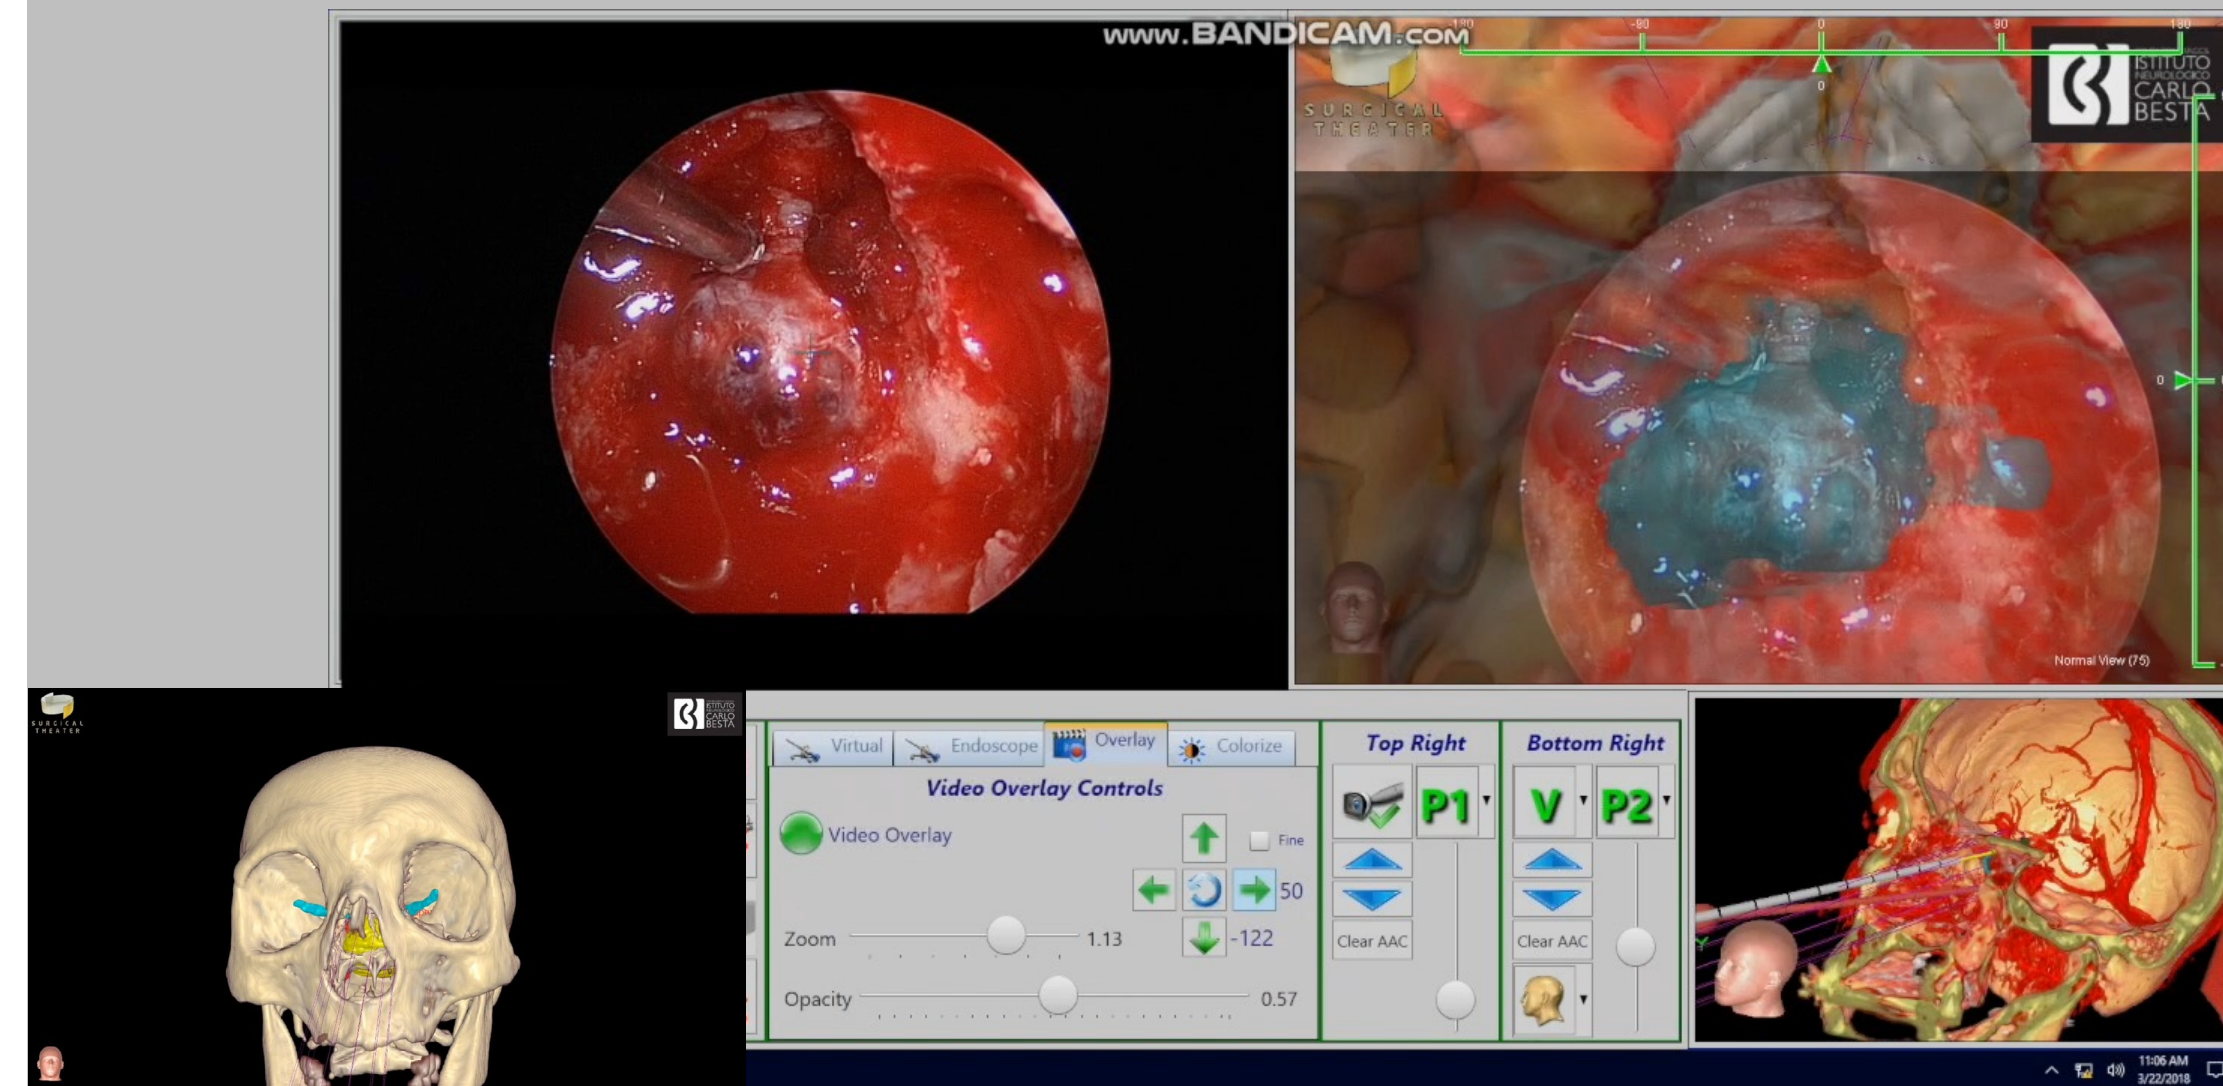 www.BANDICAM.com
-180 -90 0 90 180
0
SURGICAL
THEATER
ISTITUTO
NEUROLOGICO
CARLO
BESTA
0
Normal View (75)
SURGICAL
THEATER
ISTITUTO
NEUROLOGICO
CARLO
BESTA
Virtual Endoscope Overlay Colorize
Video Overlay Controls
Video Overlay
Fine
50
Zoom 1.13
-122
Opacity 0.57
Top Right
P1
Clear AAC
Bottom Right
V P2
Clear AAC
Y
11:06 AM
3/22/2018